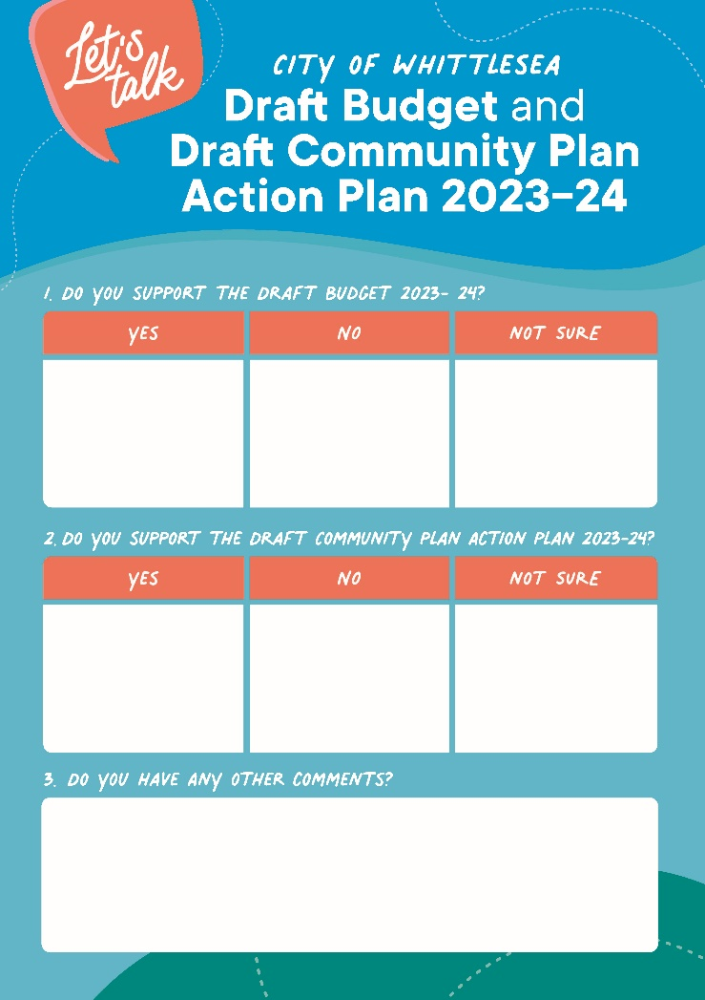 Let's
talk
CITY OF WHITTLESEA
Draft Budget and
Draft Community Plan
Action Plan 2023–24
1. DO YOU SUPPORT THE DRAFT BUDGET 2023- 24?
YES NO NOT SURE
2. DO YOU SUPPORT THE DRAFT COMMUNITY PLAN ACTION PLAN 2023-24?
YES NO NOT SURE
3. DO YOU HAVE ANY OTHER COMMENTS?